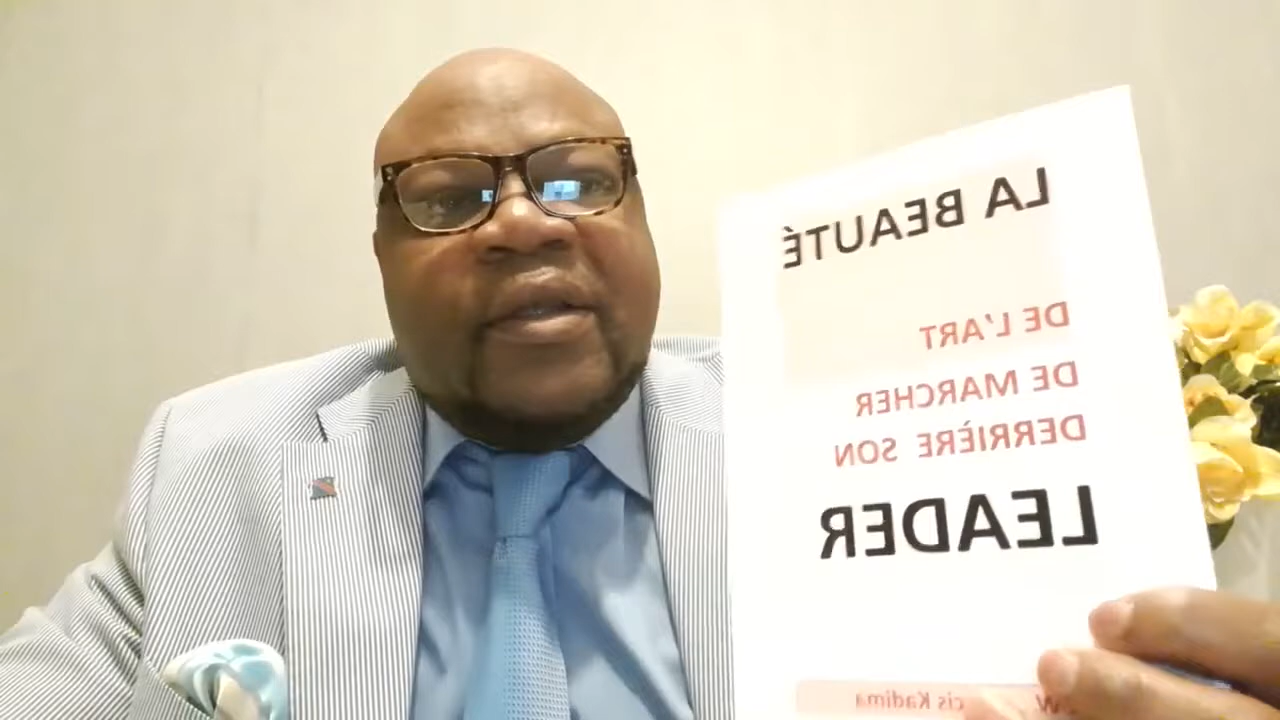 LA BEAUTÉ
DE L'ART
DE MARCHER
DERRIÈRE SON
LEADER
Kadima